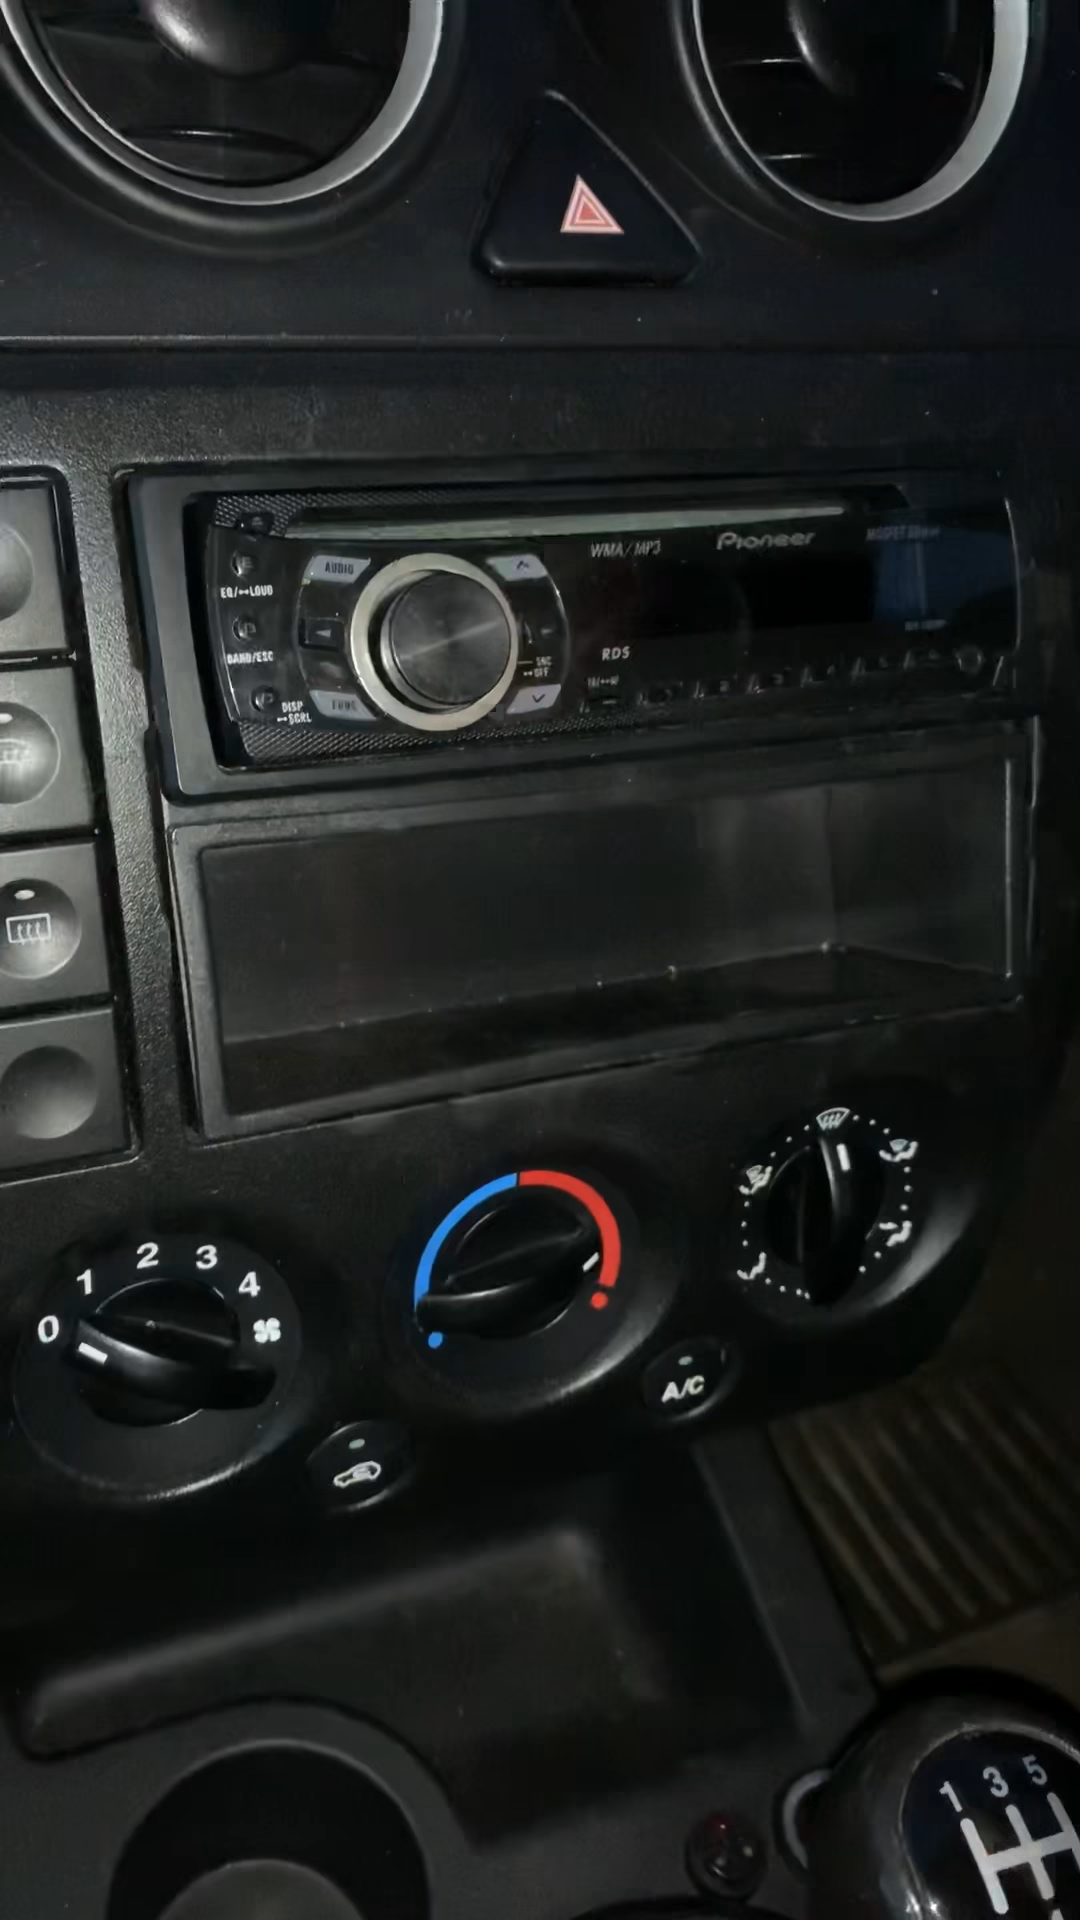 WMA/MP3
Pioneer
AUDIO
EQ/↦LOUD
BAND/ESC
RDS
SRC
↦OFF
DISP
↦SCRL
FUNC
0 1 2 3 4
A/C
1 3 5